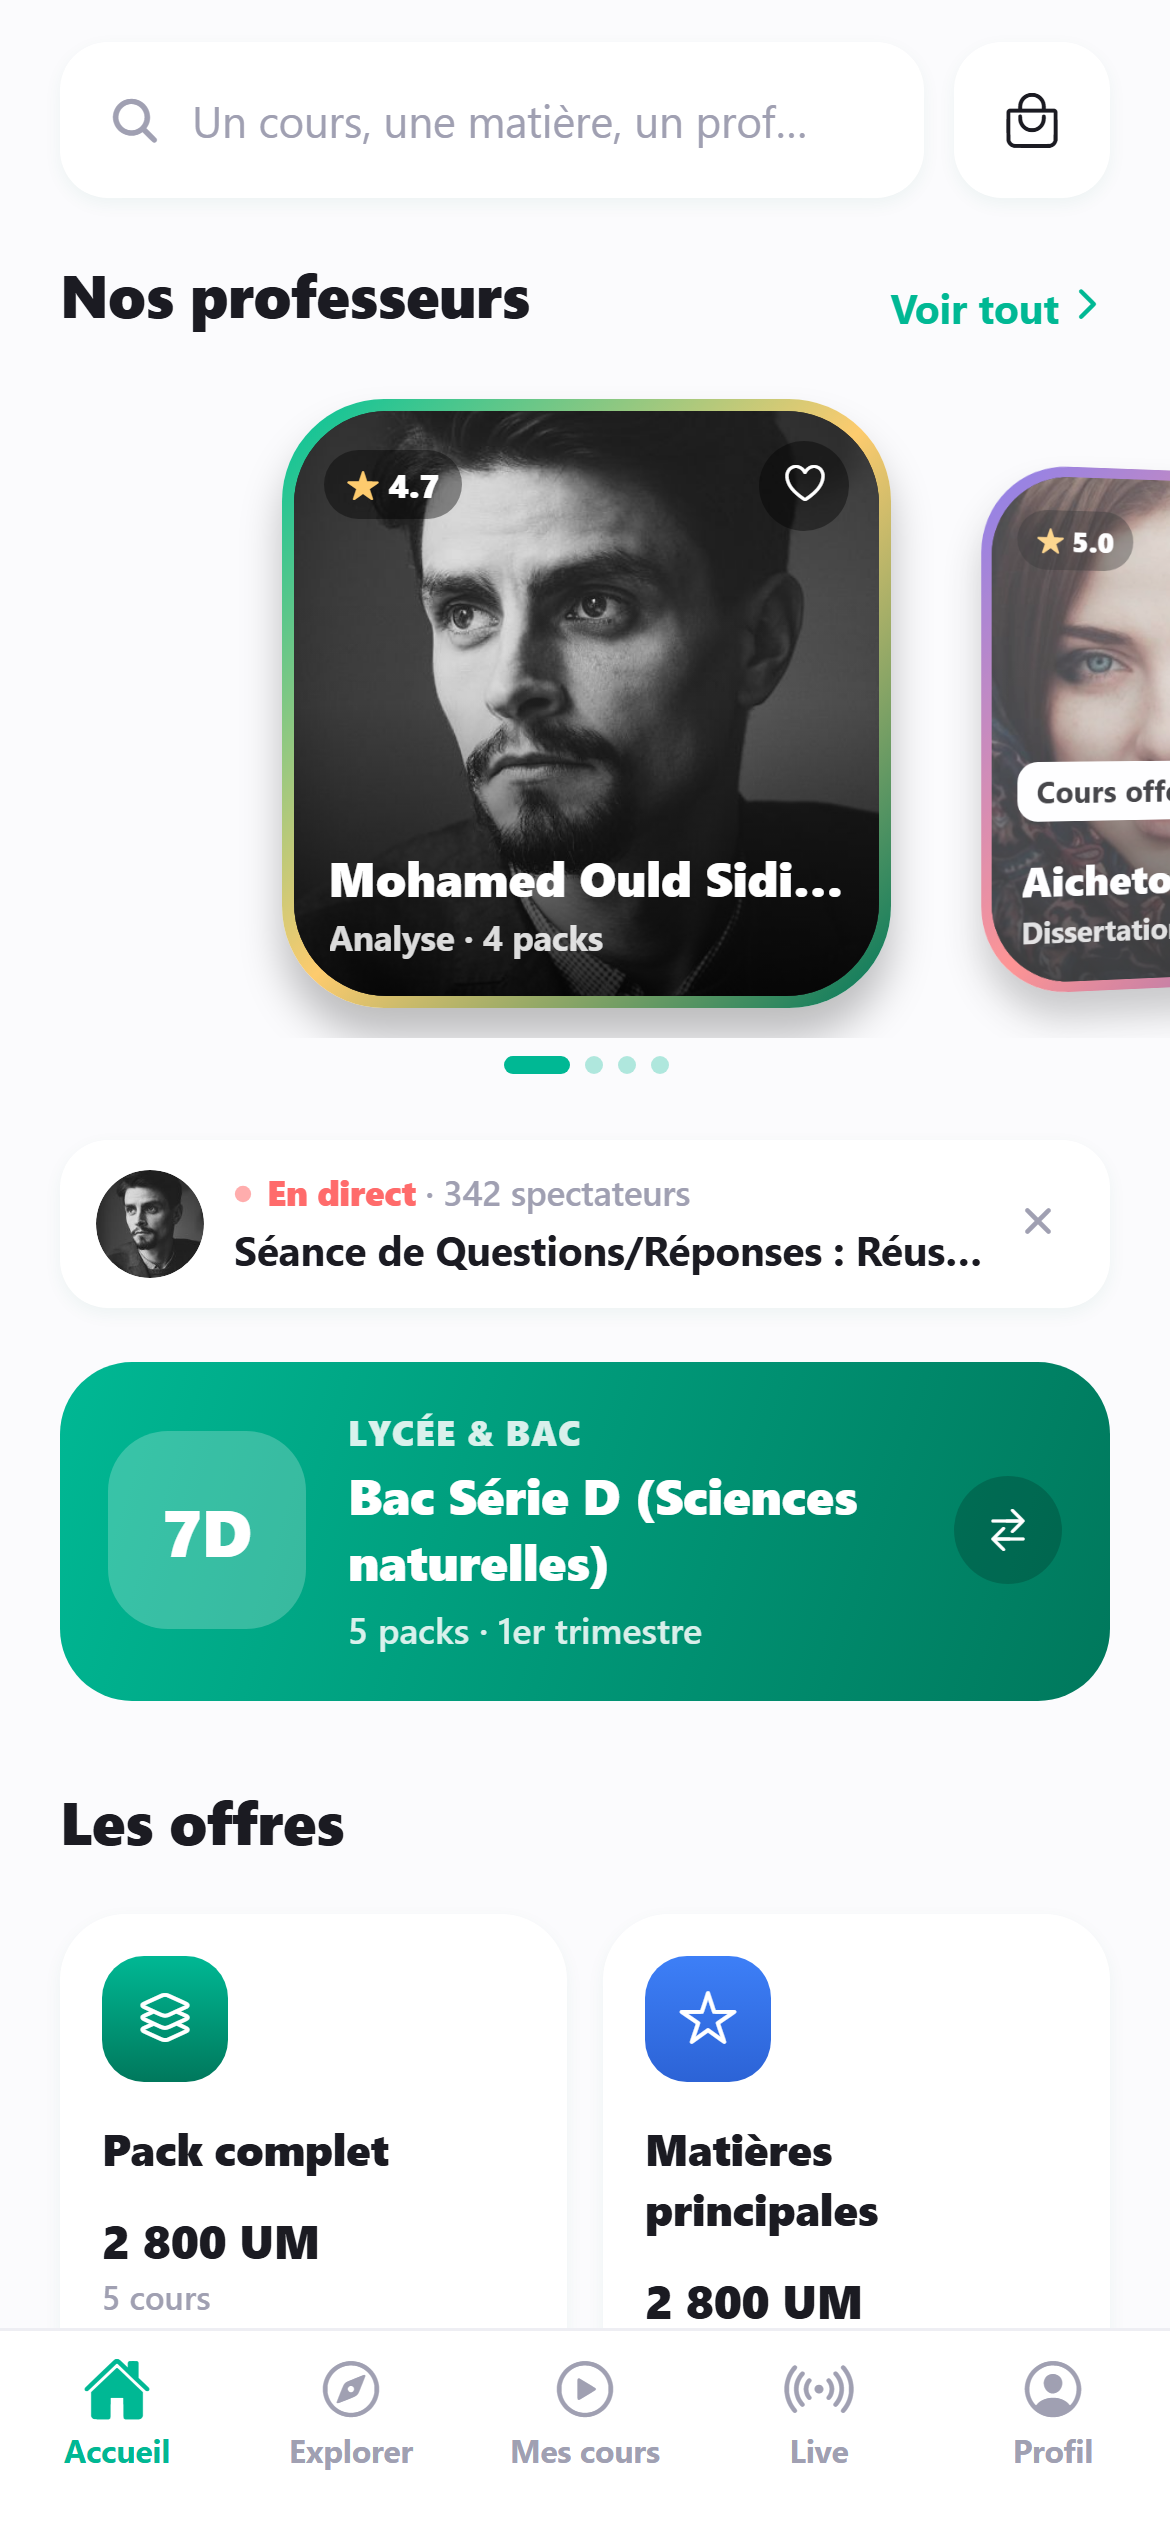 Un cours, une matière, un prof...
Nos professeurs
Voir tout
4.7
Mohamed Ould Sidi...
Analyse · 4 packs
5.0
Cours offe
Aicheto
Dissertation
En direct · 342 spectateurs
Séance de Questions/Réponses : Réus...
7D
LYCÉE & BAC
Bac Série D (Sciences
naturelles)
5 packs · 1er trimestre
Les offres
Pack complet
2 800 UM
5 cours
Matières
principales
2 800 UM
Accueil
Explorer
Mes cours
Live
Profil